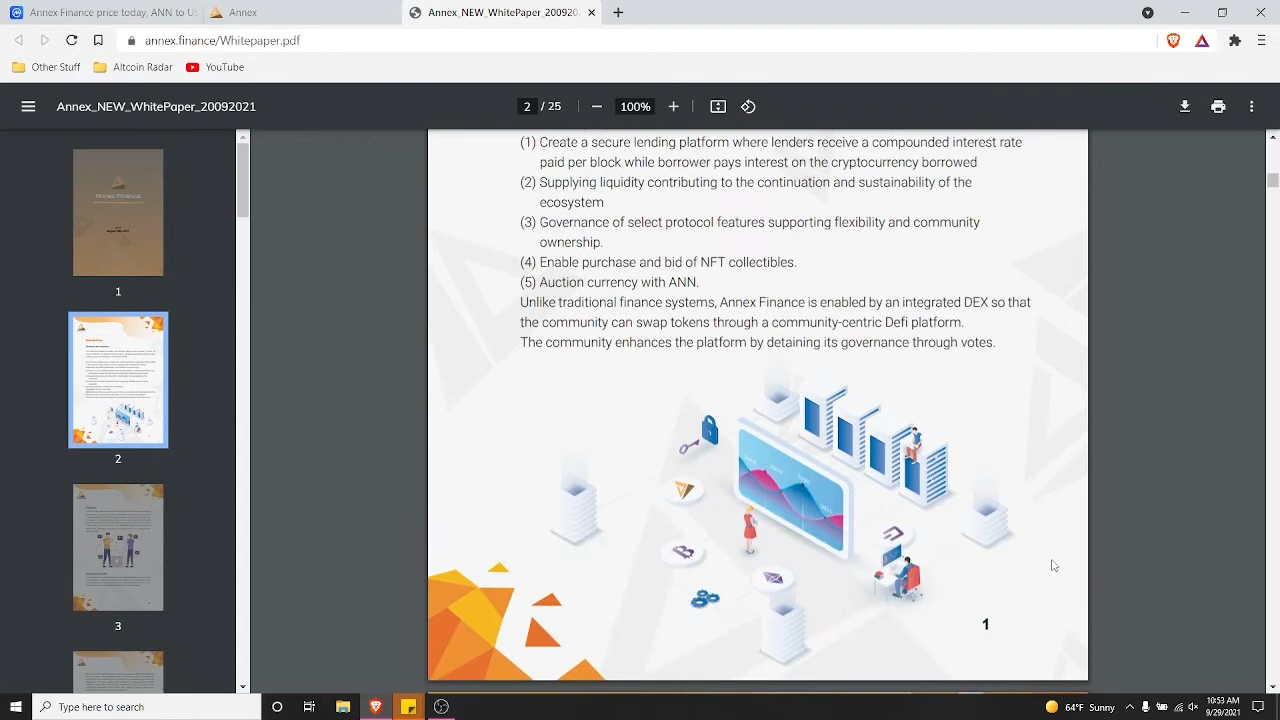 Annex Finance price today, ANN to US
Annex
Annex_NEW_WhitePaper_200920
annex.finance/Whitepaper.pdf
Other Stuff
Altcoin Radar
YouTube
Annex_NEW_WhitePaper_20092021
2 / 25
100%
(1) Create a secure lending platform where lenders receive a compounded interest rate
paid per block while borrower pays interest on the cryptocurrency borrowed
(2) Supplying liquidity contributing to the continuation and sustainability of the
ecosystem
(3) Governance of select protocol features supporting flexibility and community
ownership.
(4) Enable purchase and bid of NFT collectibles.
(5) Auction currency with ANN.
Unlike traditional finance systems, Annex Finance is enabled by an integrated DEX so that
the community can swap tokens through a community-centric Defi platform.
The community enhances the platform by detaining its governance through votes.
1
Annex Finance
1
2
3
Type here to search
64°F Sunny
10:53 AM
9/29/2021